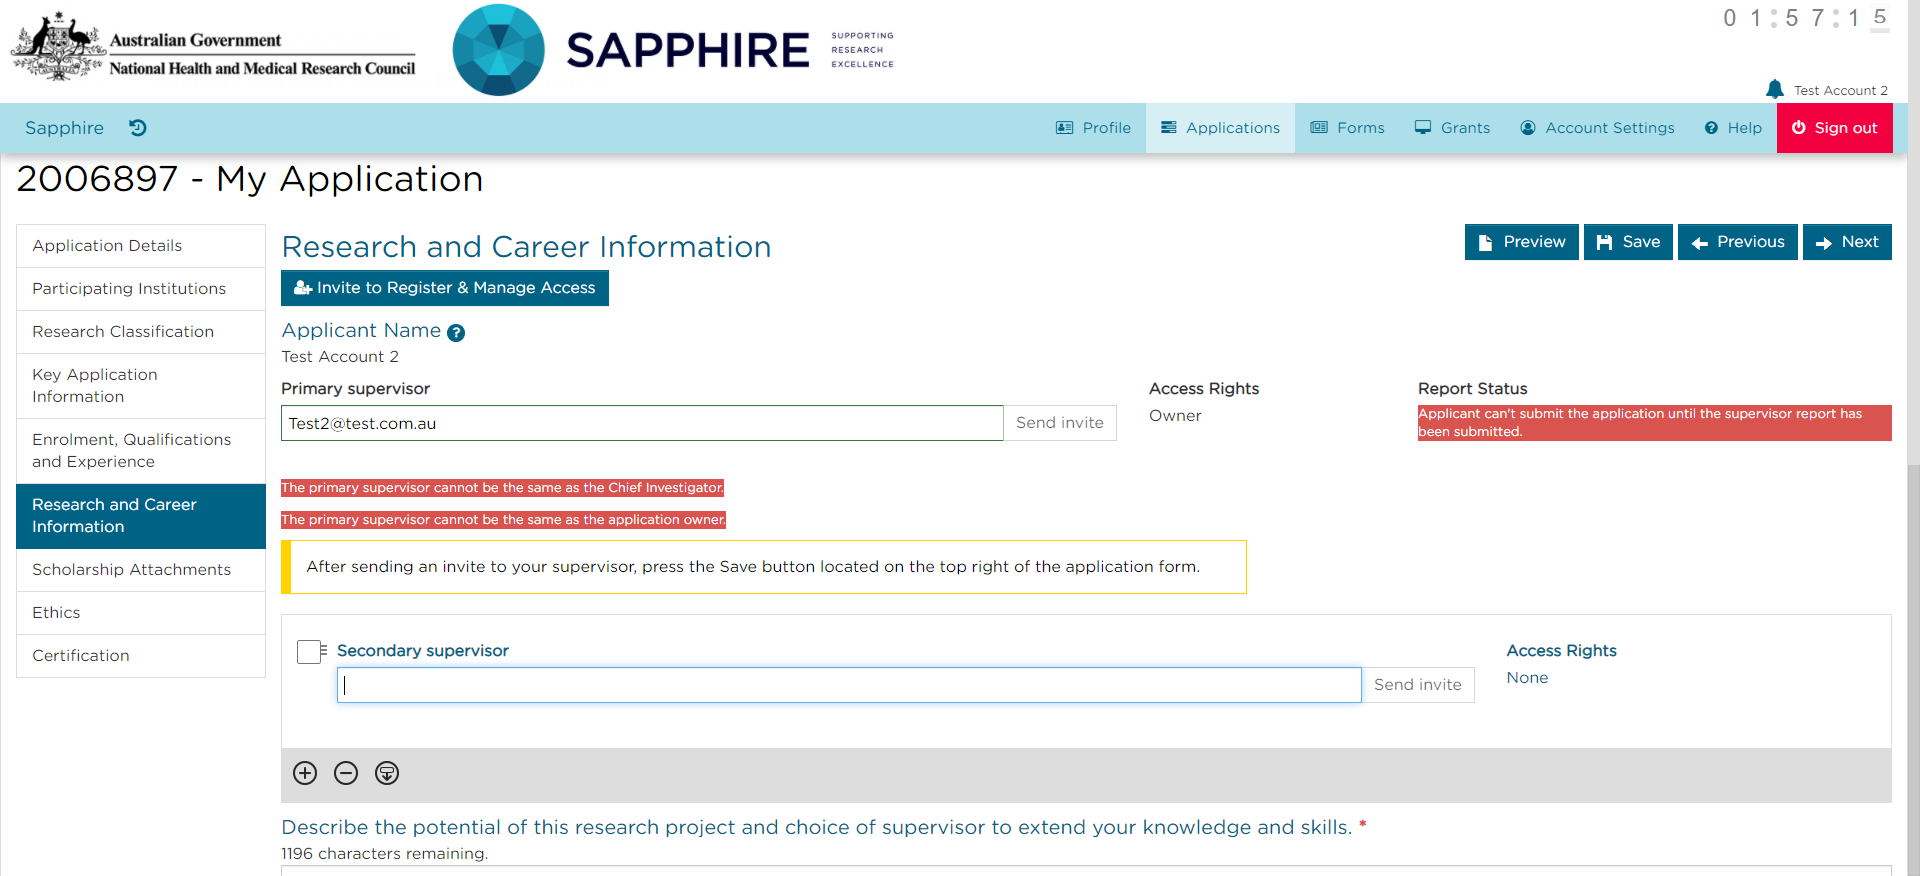 Australian Government
National Health and Medical Research Council
SAPPHIRE
SUPPORTING
RESEARCH
EXCELLENCE
01:57:15
Test Account 2
Sapphire
Profile
Applications
Forms
Grants
Account Settings
Help
Sign out
2006897 - My Application
Application Details
Participating Institutions
Research Classification
Key Application
Information
Enrolment, Qualifications
and Experience
Research and Career
Information
Scholarship Attachments
Ethics
Certification
Research and Career Information
Preview
Save
Previous
Next
Invite to Register & Manage Access
Applicant Name
Test Account 2
Primary supervisor
Access Rights
Report Status
Test2@test.com.au
Send invite
Owner
Applicant can't submit the application until the supervisor report has
been submitted.
The primary supervisor cannot be the same as the Chief Investigator.
The primary supervisor cannot be the same as the application owner.
After sending an invite to your supervisor, press the Save button located on the top right of the application form.
Secondary supervisor
Access Rights
Send invite
None
Describe the potential of this research project and choice of supervisor to extend your knowledge and skills. *
1196 characters remaining.